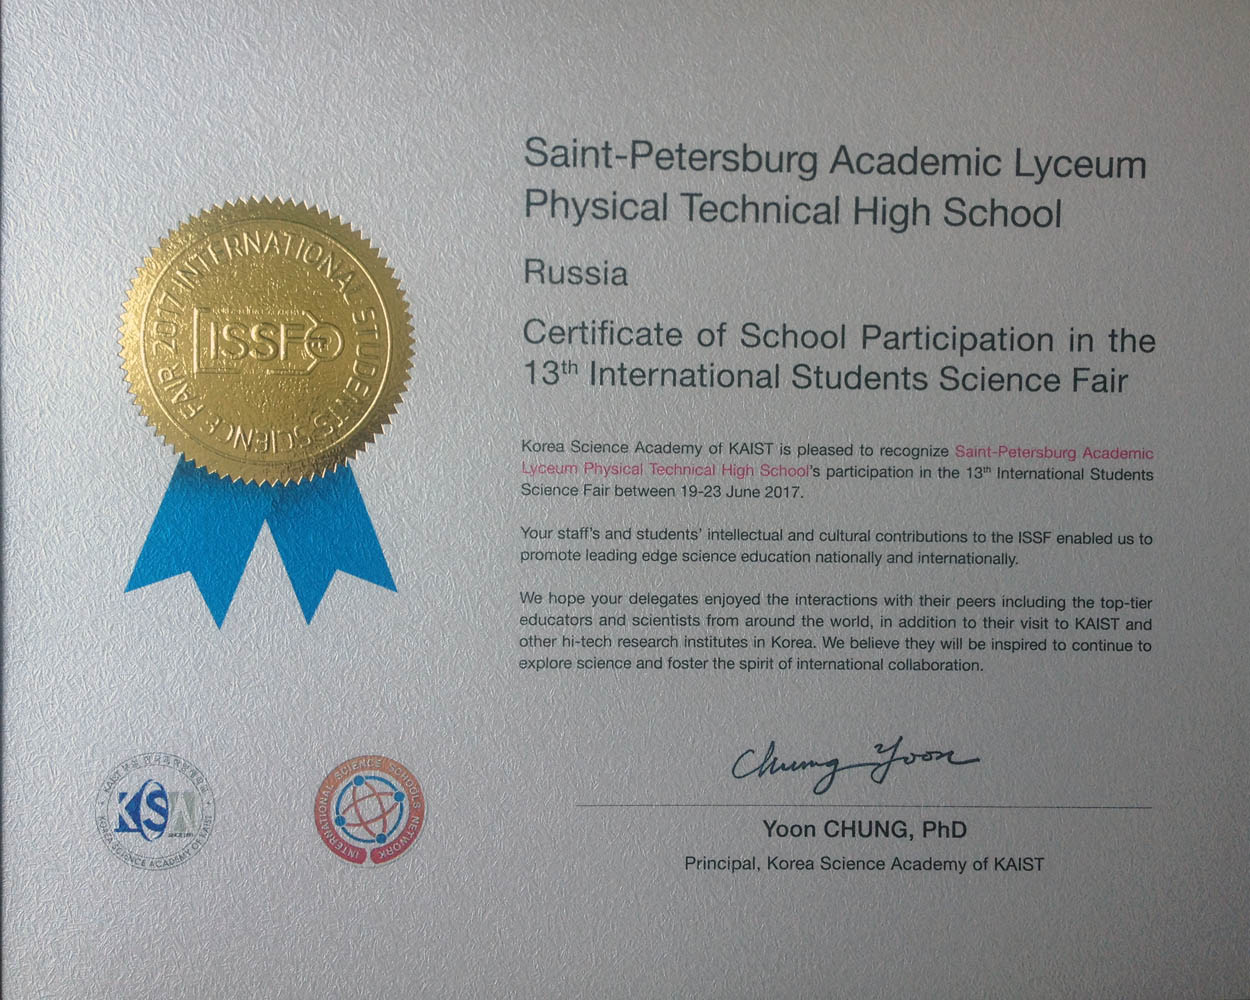 Saint-Petersburg Academic Lyceum
Physical Technical High School
Russia
Certificate of School Participation in the
13th International Students Science Fair
Korea Science Academy of KAIST is pleased to recognize Saint-Petersburg Academic
Lyceum Physical Technical High School's participation in the 13th International Students
Science Fair between 19-23 June 2017.
Your staff's and students' intellectual and cultural contributions to the ISSF enabled us to
promote leading edge science education nationally and internationally.
We hope your delegates enjoyed the interactions with their peers including the top-tier
educators and scientists from around the world, in addition to their visit to KAIST and
other hi-tech research institutes in Korea. We believe they will be inspired to continue to
explore science and foster the spirit of international collaboration.
Chung Yoon
Yoon CHUNG, PhD
Principal, Korea Science Academy of KAIST
2017 INTERNATIONAL STUDENTS SCIENCE FAIR
ISSF
KAIST
KSA
KOREA SCIENCE ACADEMY OF KAIST
INTERNATIONAL SCIENCE SCHOOLS NETWORK